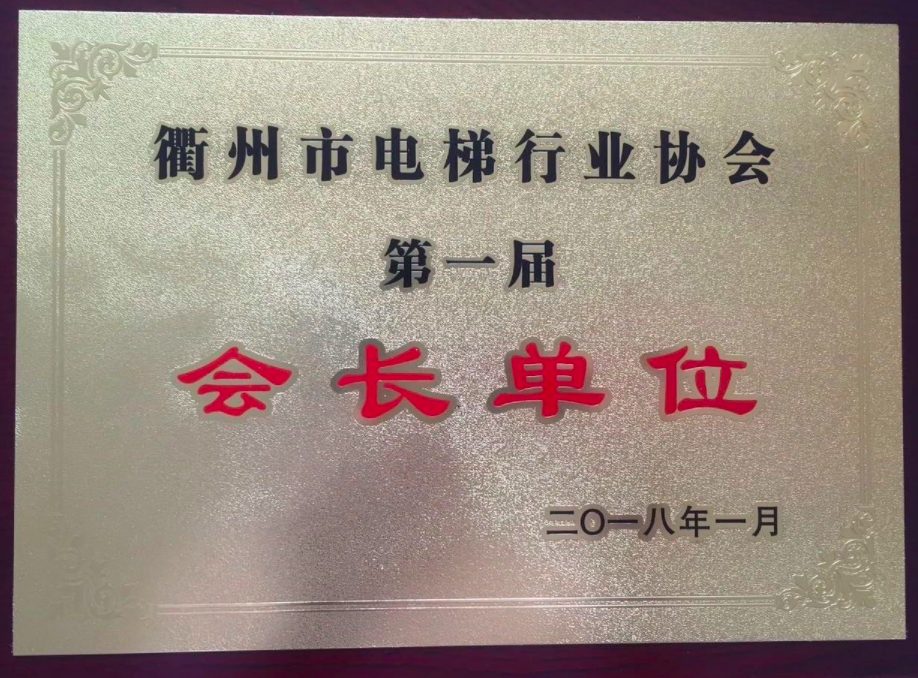 衢州市电梯行业协会
第一届
会长单位
二〇一八年一月